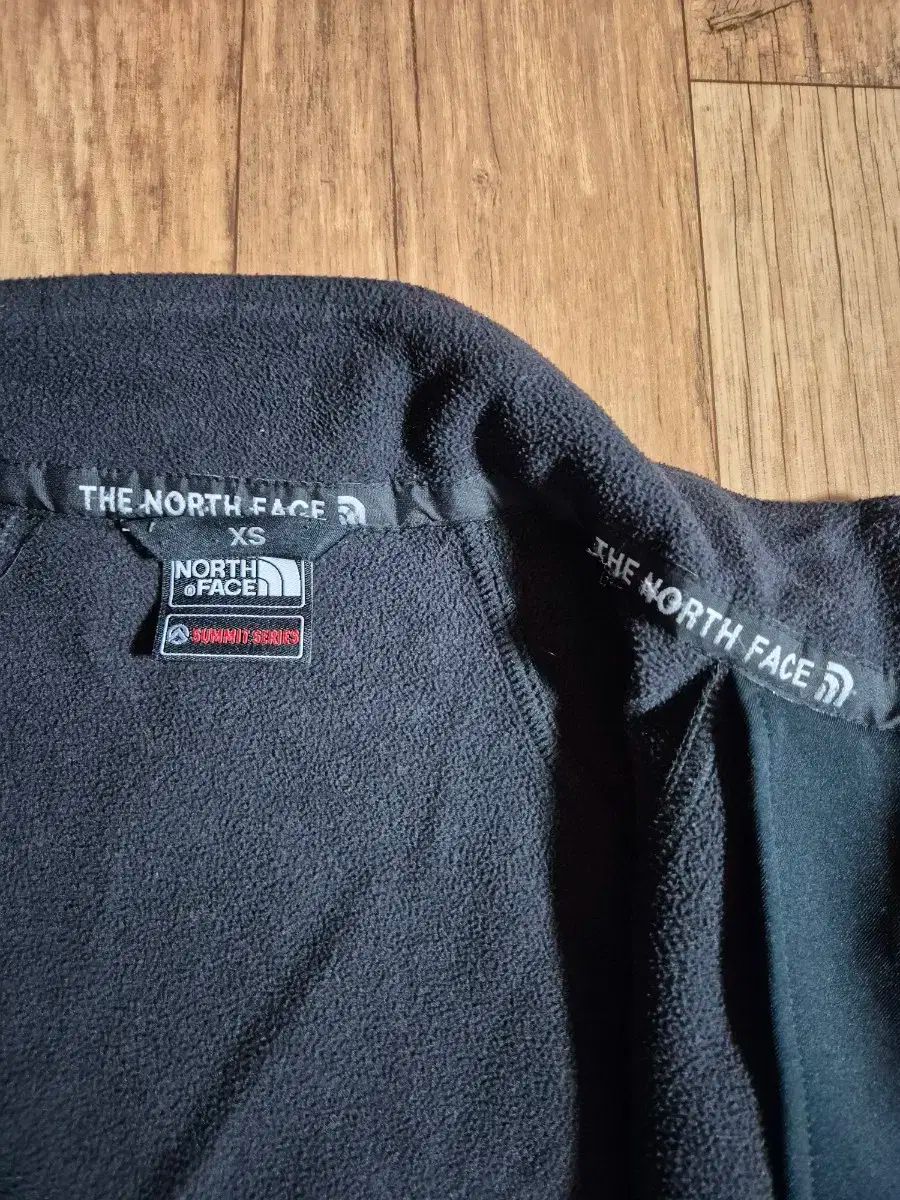 THE NORTH FACE
XS
NORTH
FACE
SUMMIT SERIES
THE NORTH FACE